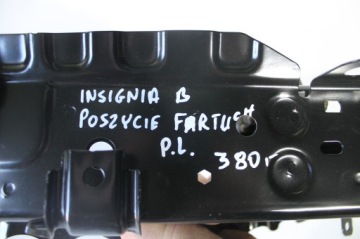 INSIGNIA B
POSZYCIE FARTUCH
P.L.
380,